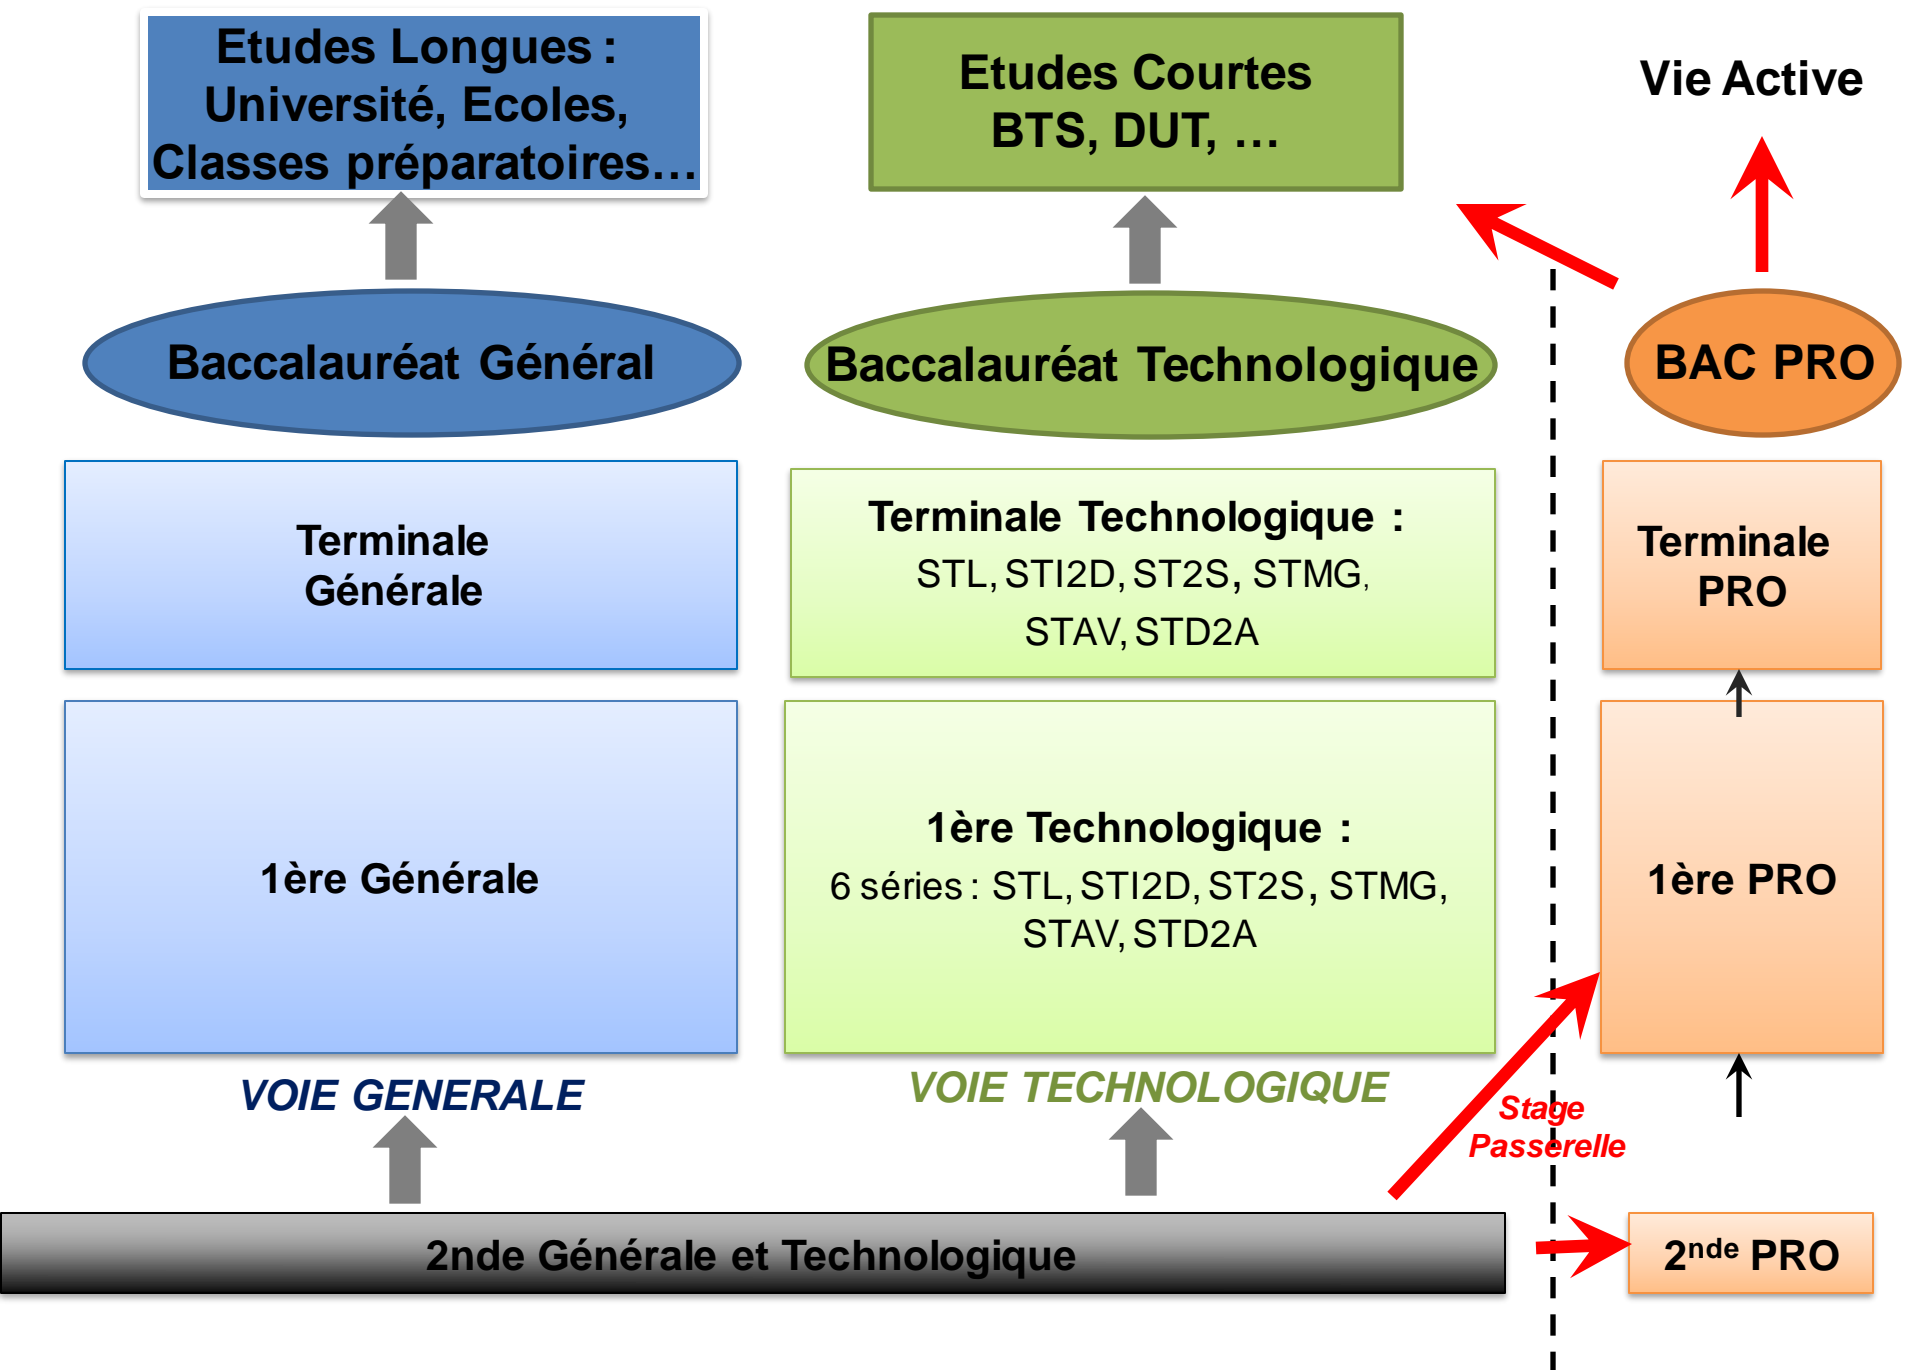 Etudes Longues :
Université, Ecoles,
Classes préparatoires…
Etudes Courtes
BTS, DUT, …
Vie Active
Baccalauréat Général
Baccalauréat Technologique
BAC PRO
Terminale
Générale
Terminale Technologique :
STL, STI2D, ST2S, STMG,
STAV, STD2A
Terminale
PRO
1ère Générale
1ère Technologique :
6 séries : STL, STI2D, ST2S, STMG,
STAV, STD2A
1ère PRO
VOIE GENERALE
VOIE TECHNOLOGIQUE
Stage
Passerelle
2nde Générale et Technologique
2nde PRO